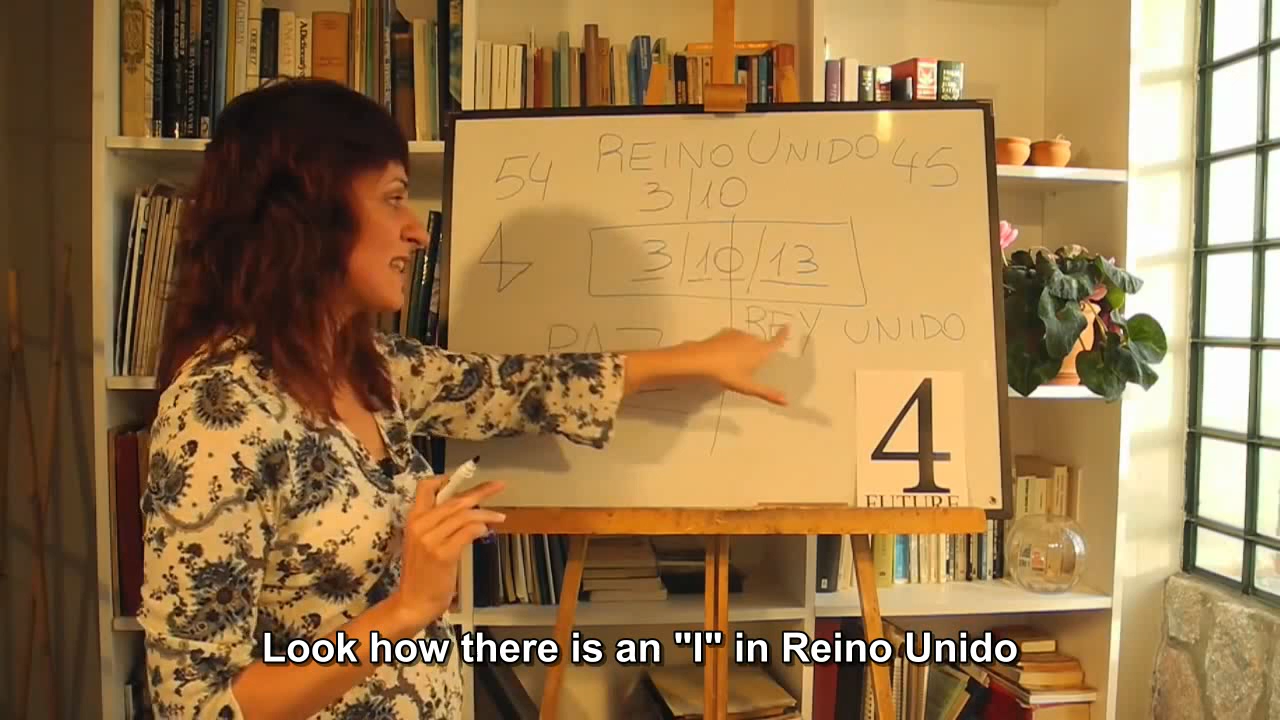 REINO UNIDO
54
45
3/10
3/10/13
REY UNIDO
4
FUTURE
Look how there is an "I" in Reino Unido